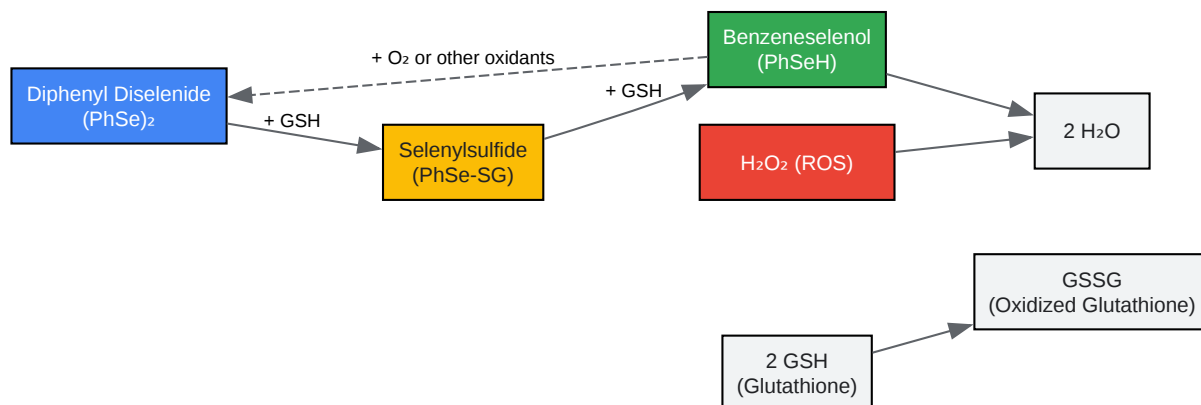 Benzeneselenol
(PhSeH)
+ O₂ or other oxidants
Diphenyl Diselenide
(PhSe)₂
+ GSH
+ GSH
Selenylsulfide
(PhSe-SG)
H₂O₂ (ROS)
2 H₂O
GSSG
(Oxidized Glutathione)
2 GSH
(Glutathione)